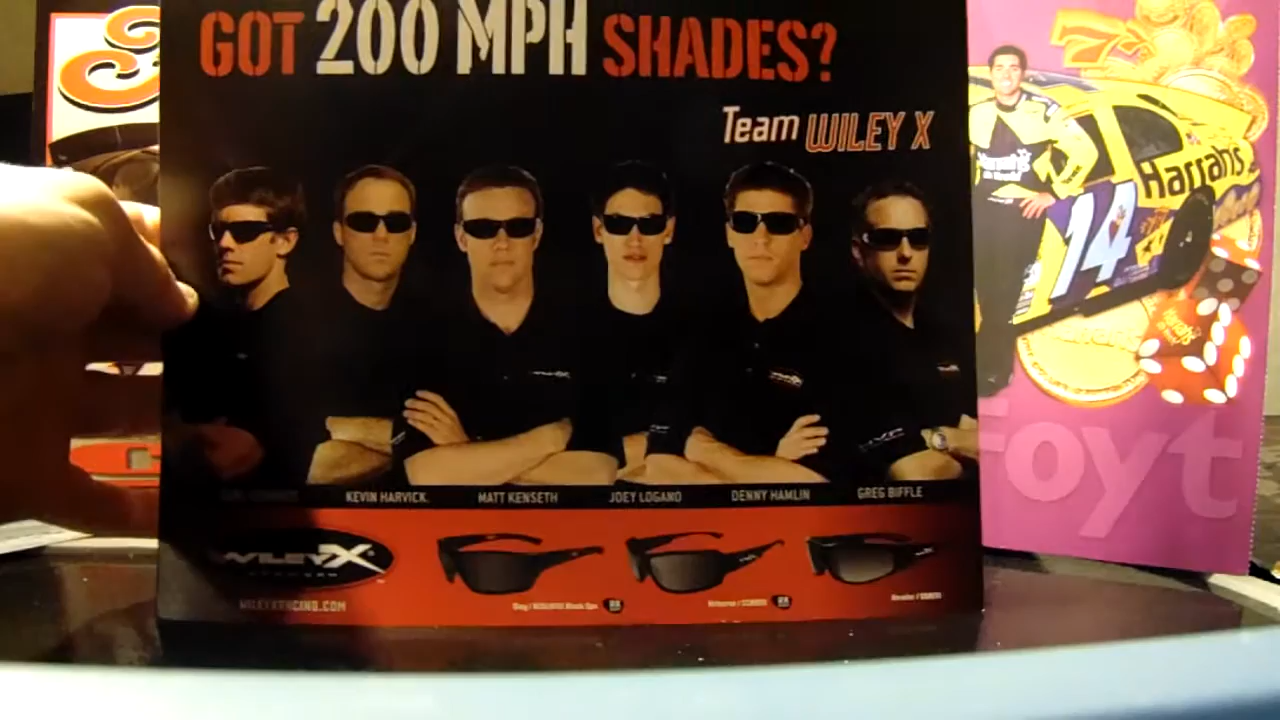 GOT 200 MPH SHADES?
Team WILEY X
Harrah's
14
KEVIN HARVICK
MATT KENSETH
JOEY LOGANO
DENNY HAMLIN
GREG BIFFLE
WILEY X
WILEYXRACING.COM
Foyt